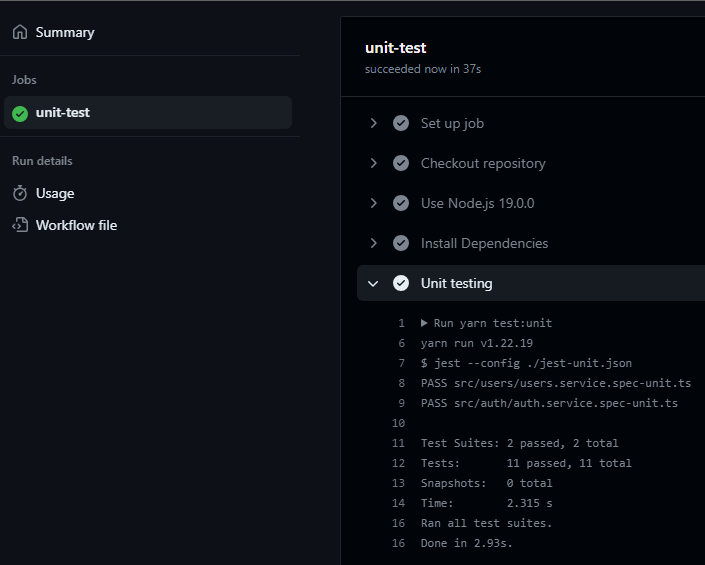 Summary
Jobs
unit-test
Run details
Usage
Workflow file
unit-test
succeeded now in 37s
Set up job
Checkout repository
Use Node.js 19.0.0
Install Dependencies
Unit testing
1 ▶ Run yarn test:unit
6 yarn run v1.22.19
7 $ jest --config ./jest-unit.json
8 PASS src/users/users.service.spec-unit.ts
9 PASS src/auth/auth.service.spec-unit.ts
10
11 Test Suites: 2 passed, 2 total
12 Tests: 11 passed, 11 total
13 Snapshots: 0 total
14 Time: 2.315 s
16 Ran all test suites.
16 Done in 2.93s.